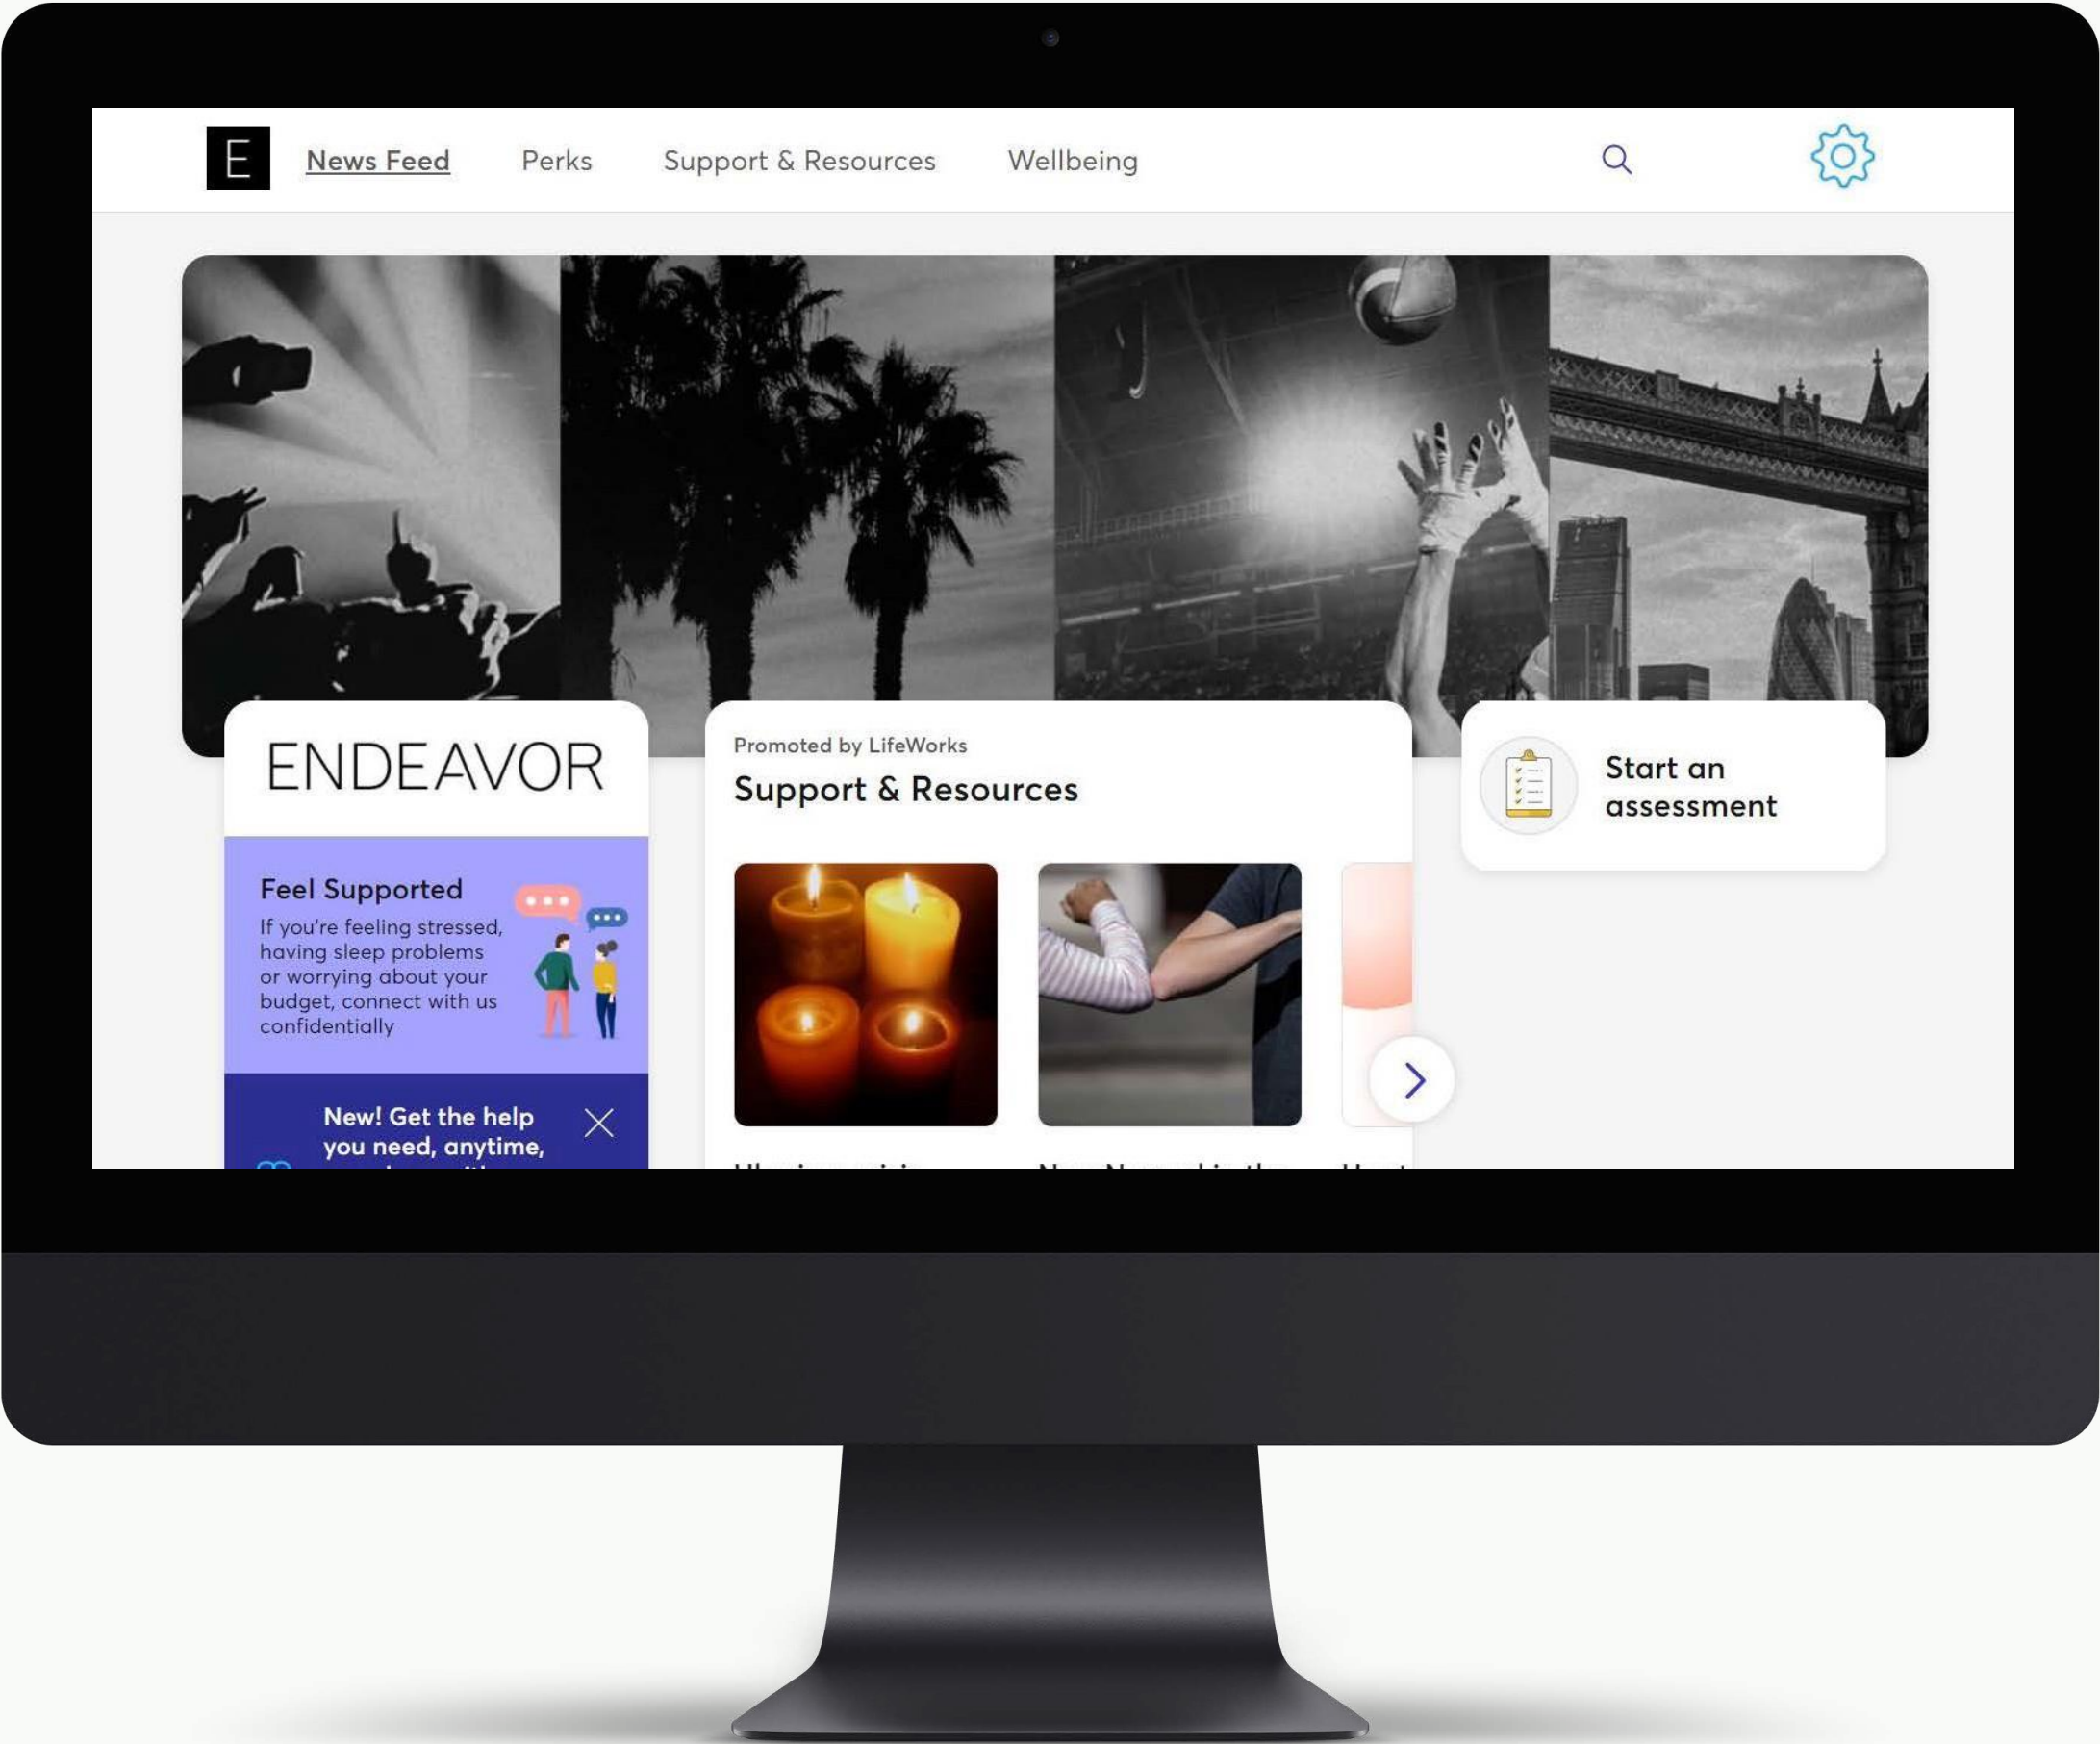 E
News Feed
Perks
Support & Resources
Wellbeing
ENDEAVOR
Feel Supported
If you're feeling stressed,
having sleep problems
or worrying about your
budget, connect with us
confidentially
New! Get the help
you need, anytime,
Promoted by LifeWorks
Support & Resources
Start an
assessment